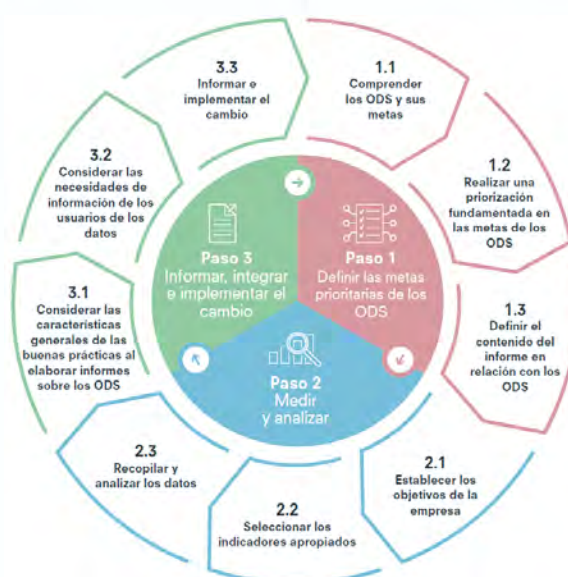 1.1
Comprender
los ODS y sus
metas
1.2
Realizar una
priorización
fundamentada en
las metas de los
ODS
1.3
Definir el
contenido del
informe en
relación con los
ODS
2.1
Establecer los
objetivos de la
empresa
2.2
Seleccionar los
indicadores apropiados
2.3
Recopilar y
analizar los datos
3.1
Considerar las
características
generales de las
buenas prácticas al
elaborar informes
sobre los ODS
3.2
Considerar las
necesidades de
información de los
usuarios de los
datos
3.3
Informar e
implementar el
cambio
Paso 1
Definir las metas
prioritarias de los
ODS
Paso 2
Medir
y analizar
Paso 3
Informar, integrar
e implementar el
cambio